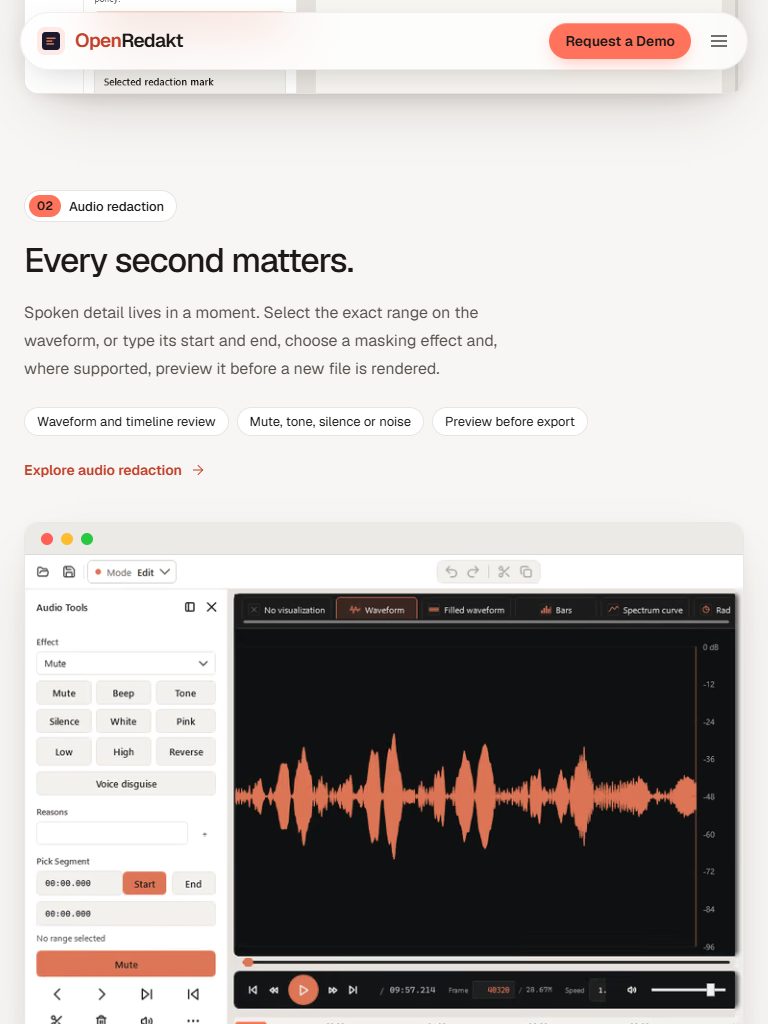 OpenRedakt
Request a Demo
Selected redaction mark
02 Audio redaction
Every second matters.
Spoken detail lives in a moment. Select the exact range on the
waveform, or type its start and end, choose a masking effect and,
where supported, preview it before a new file is rendered.
Waveform and timeline review
Mute, tone, silence or noise
Preview before export
Explore audio redaction →
Mode Edit
Audio Tools
Effect
Mute
Mute Beep Tone
Silence White Pink
Low High Reverse
Voice disguise
Reasons
+
Pick Segment
00:00.000 Start End
00:00.000
No range selected
Mute
No visualization Waveform Filled waveform Bars Spectrum curve Rad
0 dB
-12
-24
-36
-48
-60
-72
-84
-96
/ 09:57.214 Frame 40320 / 28.67M Speed 1.